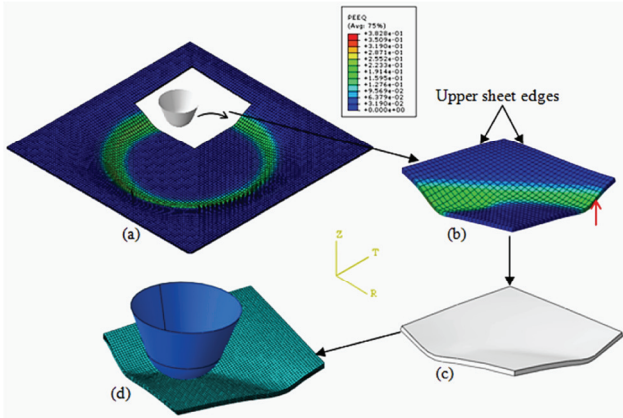 PEEQ
(Avg: 75%)
+3.828e-01
+3.509e-01
+3.190e-01
+2.871e-01
+2.552e-01
+2.233e-01
+1.914e-01
+1.595e-01
+1.276e-01
+9.569e-02
+6.379e-02
+3.190e-02
+0.000e+00
Upper sheet edges
(a)
(b)
Z
T
R
(d)
(c)